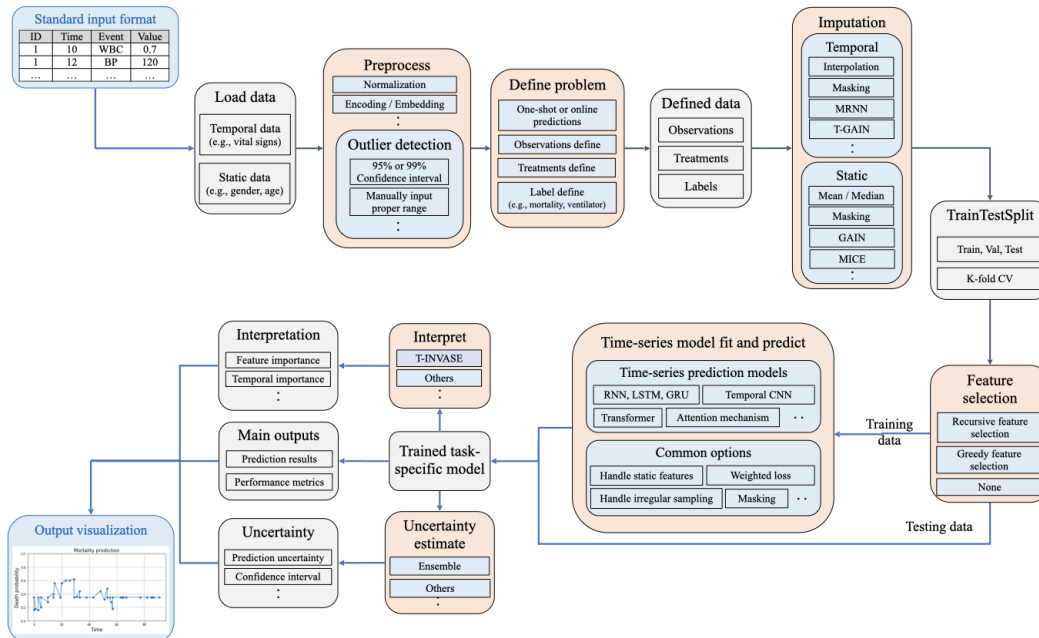 Standard input format
ID Time Event Value
1 10 WBC 0.7
1 12 BP 120
… … … …
Load data
Temporal data
(e.g., vital signs)
Static data
(e.g., gender, age)
Preprocess
Normalization
Encoding / Embedding
⋮
Outlier detection
95% or 99%
Confidence interval
Manually input
proper range
⋮
Define problem
One-shot or online
predictions
Observations define
Treatments define
Label define
(e.g., mortality, ventilator)
Defined data
Observations
Treatments
Labels
Imputation
Temporal
Interpolation
Masking
MRNN
T-GAIN
⋮
Static
Mean / Median
Masking
GAIN
MICE
⋮
TrainTestSplit
Train, Val, Test
K-fold CV
Feature
selection
Recursive feature
selection
Greedy feature
selection
None
Training
data
Testing data
Time-series model fit and predict
Time-series prediction models
RNN, LSTM, GRU
Temporal CNN
Transformer
Attention mechanism
··
Common options
Handle static features
Weighted loss
Handle irregular sampling
Masking
··
Trained task-
specific model
Interpret
T-INVASE
Others
⋮
Uncertainty
estimate
Ensemble
Others
⋮
Interpretation
Feature importance
Temporal importance
⋮
Main outputs
Prediction results
Performance metrics
Uncertainty
Prediction uncertainty
Confidence interval
⋮
Output visualization
Mortality prediction
Death probability
Time